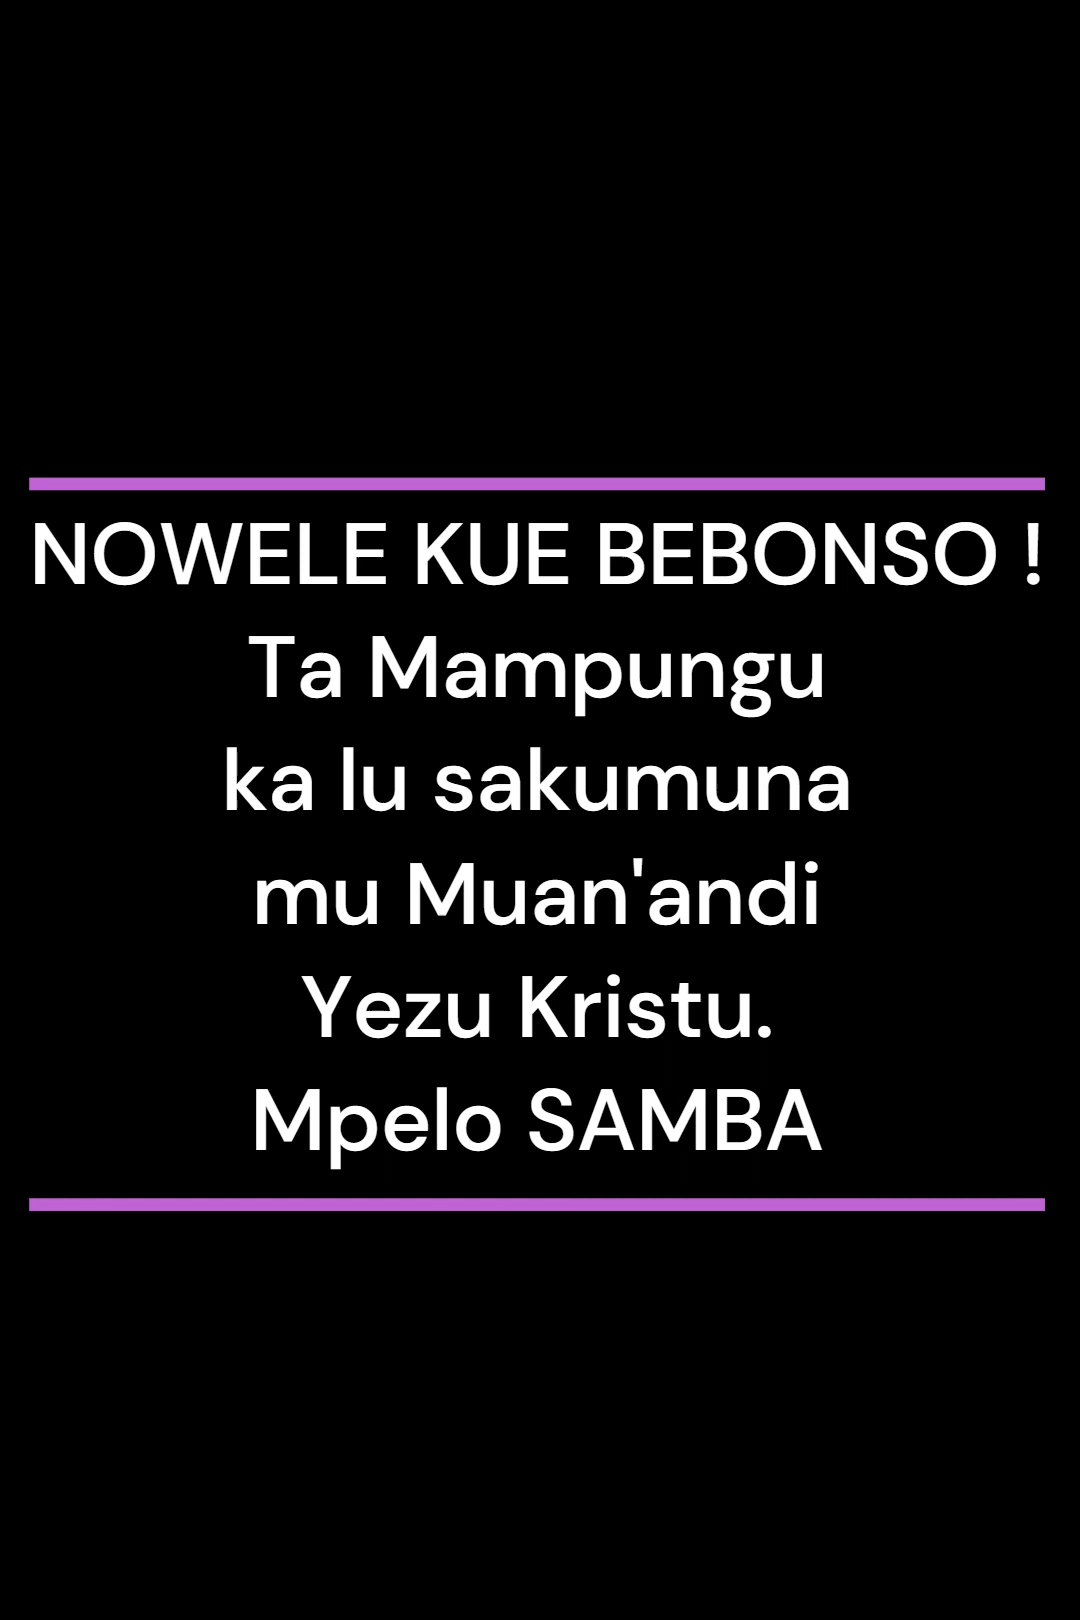 NOWELE KUE BEBONSO !
Ta Mampungu
ka lu sakumuna
mu Muan'andi
Yezu Kristu.
Mpelo SAMBA